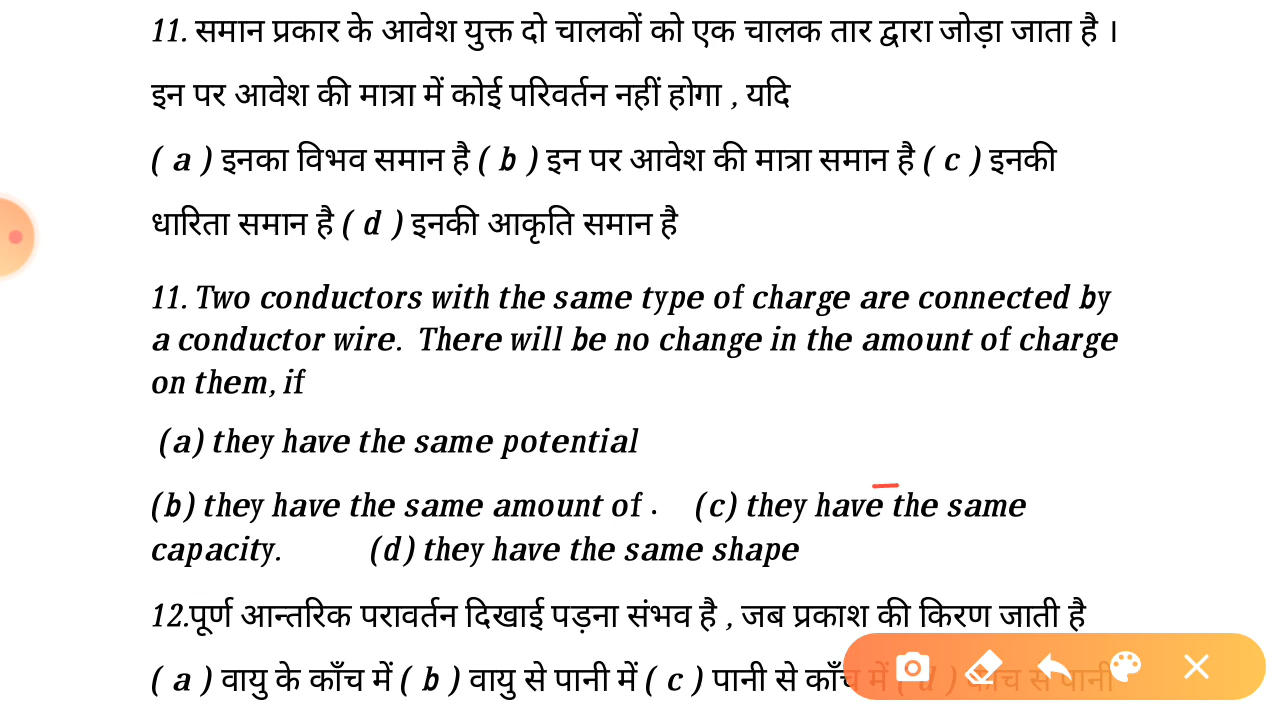 11. समान प्रकार के आवेश युक्त दो चालकों को एक चालक तार द्वारा जोड़ा जाता है ।
इन पर आवेश की मात्रा में कोई परिवर्तन नहीं होगा , यदि
( a ) इनका विभव समान है ( b ) इन पर आवेश की मात्रा समान है ( c ) इनकी
धारिता समान है ( d ) इनकी आकृति समान है
11. Two conductors with the same type of charge are connected by
a conductor wire. There will be no change in the amount of charge
on them, if
(a) they have the same potential
(b) they have the same amount of . (c) they have the same
capacity. (d) they have the same shape
12.पूर्ण आन्तरिक परावर्तन दिखाई पड़ना संभव है , जब प्रकाश की किरण जाती है
( a ) वायु के काँच में ( b ) वायु से पानी में ( c ) पानी से काँच में ( d ) काँच से पानी